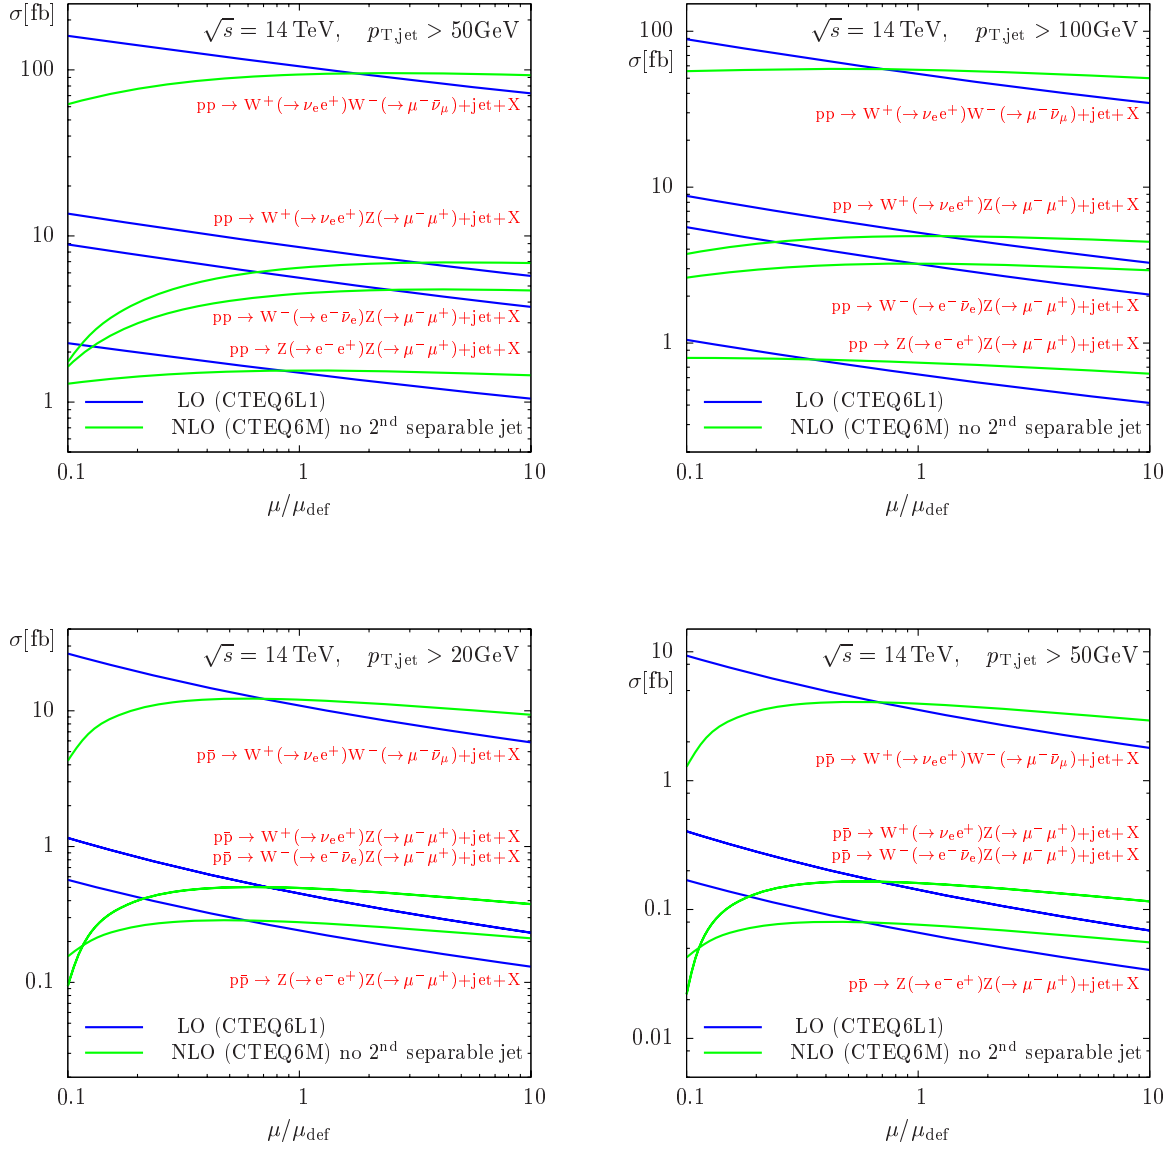 σ[fb]
√s = 14 TeV, p_T,jet > 50GeV
100
pp → W⁺(→ν_e e⁺)W⁻(→μ⁻ν̄_μ)+jet+X
pp → W⁺(→ν_e e⁺)Z(→μ⁻μ⁺)+jet+X
10
pp → W⁻(→e⁻ν̄_e)Z(→μ⁻μ⁺)+jet+X
pp → Z(→e⁻e⁺)Z(→μ⁻μ⁺)+jet+X
1
LO (CTEQ6L1)
NLO (CTEQ6M) no 2ⁿᵈ separable jet
0.1 1 10
μ/μ_def
100
σ[fb]
√s = 14 TeV, p_T,jet > 100GeV
pp → W⁺(→ν_e e⁺)W⁻(→μ⁻ν̄_μ)+jet+X
10
pp → W⁺(→ν_e e⁺)Z(→μ⁻μ⁺)+jet+X
pp → W⁻(→e⁻ν̄_e)Z(→μ⁻μ⁺)+jet+X
pp → Z(→e⁻e⁺)Z(→μ⁻μ⁺)+jet+X
1
LO (CTEQ6L1)
NLO (CTEQ6M) no 2ⁿᵈ separable jet
0.1 1 10
μ/μ_def
σ[fb]
√s = 14 TeV, p_T,jet > 20GeV
10
pp̄ → W⁺(→ν_e e⁺)W⁻(→μ⁻ν̄_μ)+jet+X
pp̄ → W⁺(→ν_e e⁺)Z(→μ⁻μ⁺)+jet+X
1
pp̄ → W⁻(→e⁻ν̄_e)Z(→μ⁻μ⁺)+jet+X
pp̄ → Z(→e⁻e⁺)Z(→μ⁻μ⁺)+jet+X
0.1
LO (CTEQ6L1)
NLO (CTEQ6M) no 2ⁿᵈ separable jet
0.1 1 10
μ/μ_def
10
σ[fb]
√s = 14 TeV, p_T,jet > 50GeV
pp̄ → W⁺(→ν_e e⁺)W⁻(→μ⁻ν̄_μ)+jet+X
1
pp̄ → W⁺(→ν_e e⁺)Z(→μ⁻μ⁺)+jet+X
pp̄ → W⁻(→e⁻ν̄_e)Z(→μ⁻μ⁺)+jet+X
0.1
pp̄ → Z(→e⁻e⁺)Z(→μ⁻μ⁺)+jet+X
LO (CTEQ6L1)
0.01
NLO (CTEQ6M) no 2ⁿᵈ separable jet
0.1 1 10
μ/μ_def